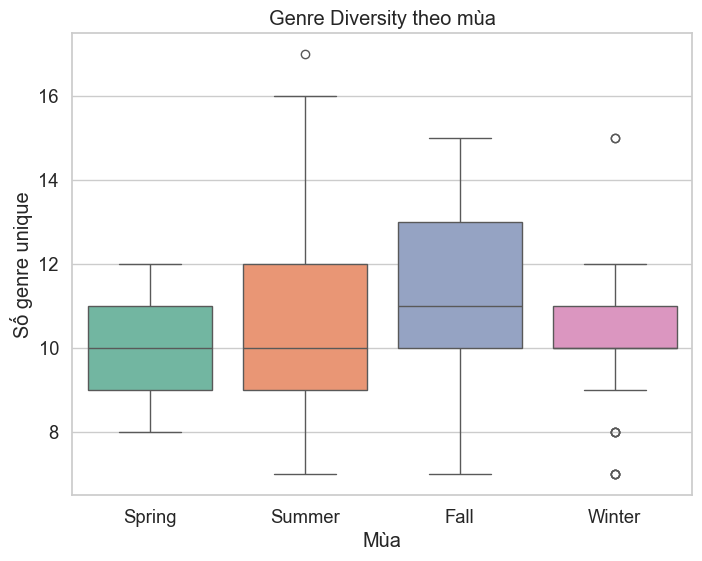 Genre Diversity theo mùa
Số genre unique
16
14
12
10
8
Spring
Summer
Fall
Winter
Mùa